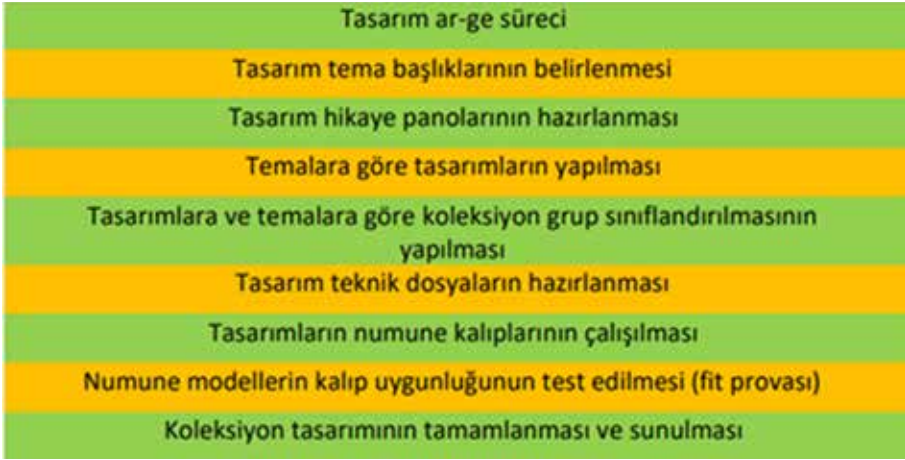 Tasarım ar-ge süreci
Tasarım tema başlıklarının belirlenmesi
Tasarım hikaye panolarının hazırlanması
Temalara göre tasarımların yapılması
Tasarımlara ve temalara göre koleksiyon grup sınıflandırılmasının
yapılması
Tasarım teknik dosyaların hazırlanması
Tasarımların numune kalıplarının çalışılması
Numune modellerin kalıp uygunluğunun test edilmesi (fit provası)
Koleksiyon tasarımının tamamlanması ve sunulması